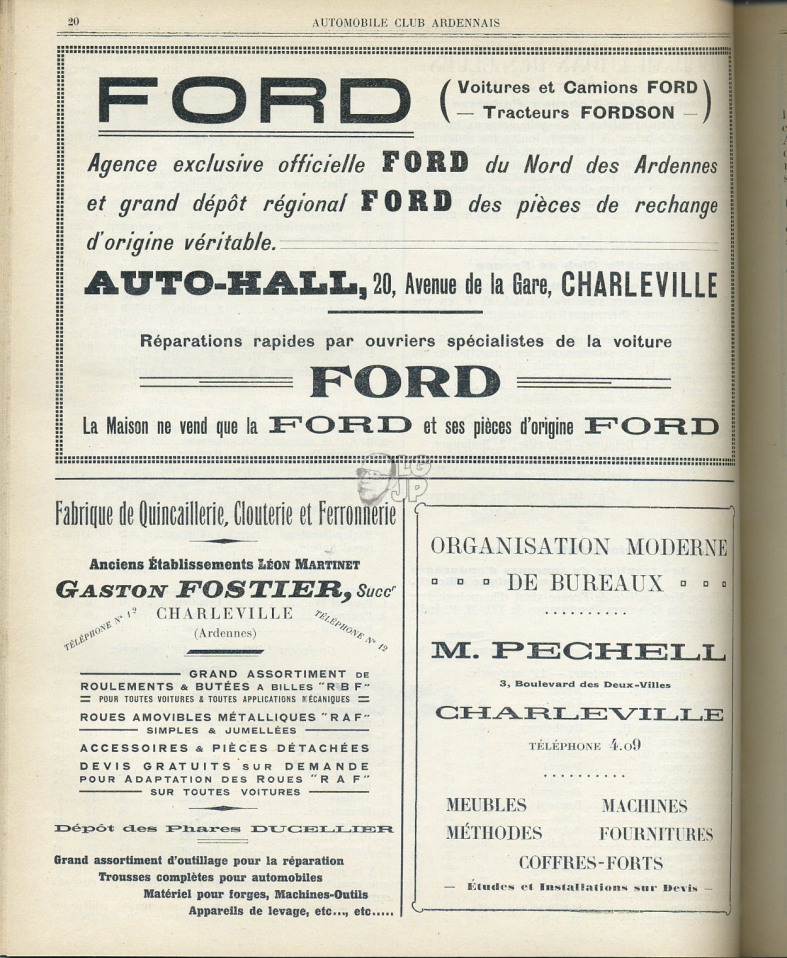 20
AUTOMOBILE CLUB ARDENNAIS
FORD
(Voitures et Camions FORD
— Tracteurs FORDSON —)
Agence exclusive officielle FORD du Nord des Ardennes
et grand dépôt régional FORD des pièces de rechange
d'origine véritable.
AUTO-HALL, 20, Avenue de la Gare, CHARLEVILLE
Réparations rapides par ouvriers spécialistes de la voiture
FORD
La Maison ne vend que la FORD et ses pièces d'origine FORD
LG
JP
Fabrique de Quincaillerie, Clouterie et Ferronnerie
Anciens Établissements LÉON MARTINET
GASTON FOSTIER, Succr
CHARLEVILLE
(Ardennes)
TÉLÉPHONE N° 12
TÉLÉPHONE N° 12
GRAND ASSORTIMENT DE
ROULEMENTS & BUTÉES A BILLES "RBF"
POUR TOUTES VOITURES & TOUTES APPLICATIONS MÉCANIQUES
ROUES AMOVIBLES MÉTALLIQUES "RAF"
SIMPLES & JUMELLÉES
ACCESSOIRES & PIÈCES DÉTACHÉES
DEVIS GRATUITS SUR DEMANDE
POUR ADAPTATION DES ROUES "RAF"
SUR TOUTES VOITURES
Dépôt des Phares DUCELLIER
Grand assortiment d'outillage pour la réparation
Trousses complètes pour automobiles
Matériel pour forges, Machines-Outils
Appareils de levage, etc..., etc.....
ORGANISATION MODERNE
DE BUREAUX
M. PECHELL
3, Boulevard des Deux-Villes
CHARLEVILLE
TÉLÉPHONE 4.09
MEUBLES MACHINES
MÉTHODES FOURNITURES
COFFRES-FORTS
— Études et Installations sur Devis —